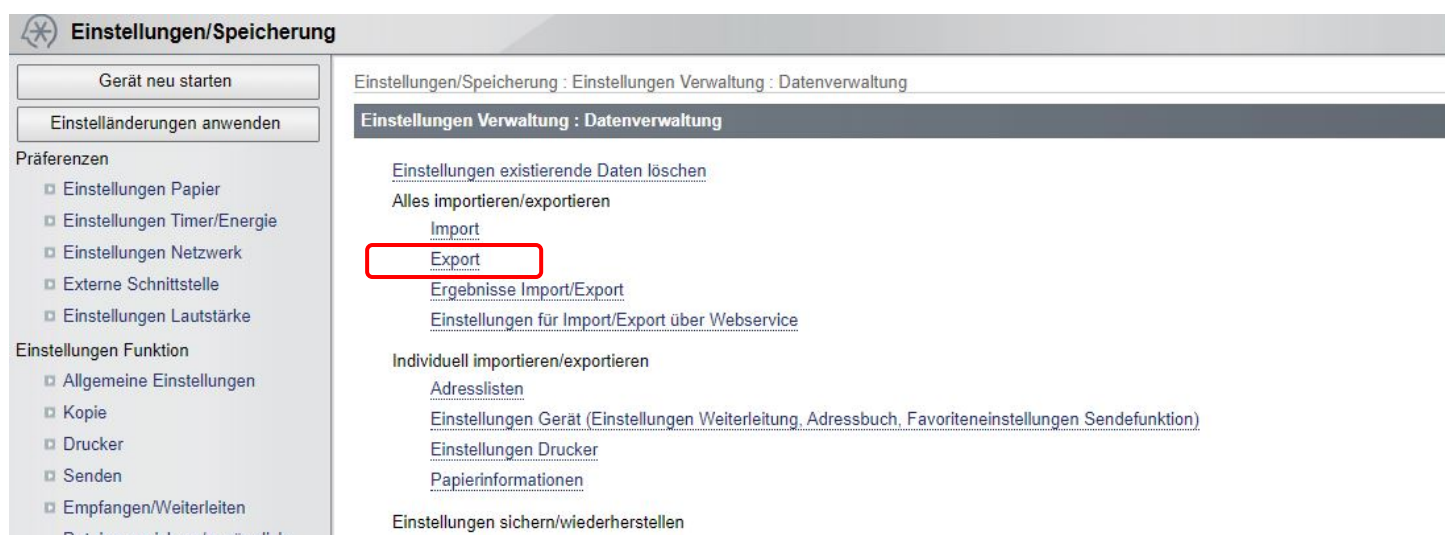 Einstellungen/Speicherung
Gerät neu starten
Einstelländerungen anwenden
Präferenzen
Einstellungen Papier
Einstellungen Timer/Energie
Einstellungen Netzwerk
Externe Schnittstelle
Einstellungen Lautstärke
Einstellungen Funktion
Allgemeine Einstellungen
Kopie
Drucker
Senden
Empfangen/Weiterleiten
Einstellungen/Speicherung : Einstellungen Verwaltung : Datenverwaltung
Einstellungen Verwaltung : Datenverwaltung
Einstellungen existierende Daten löschen
Alles importieren/exportieren
Import
Export
Ergebnisse Import/Export
Einstellungen für Import/Export über Webservice
Individuell importieren/exportieren
Adresslisten
Einstellungen Gerät (Einstellungen Weiterleitung, Adressbuch, Favoriteneinstellungen Sendefunktion)
Einstellungen Drucker
Papierinformationen
Einstellungen sichern/wiederherstellen